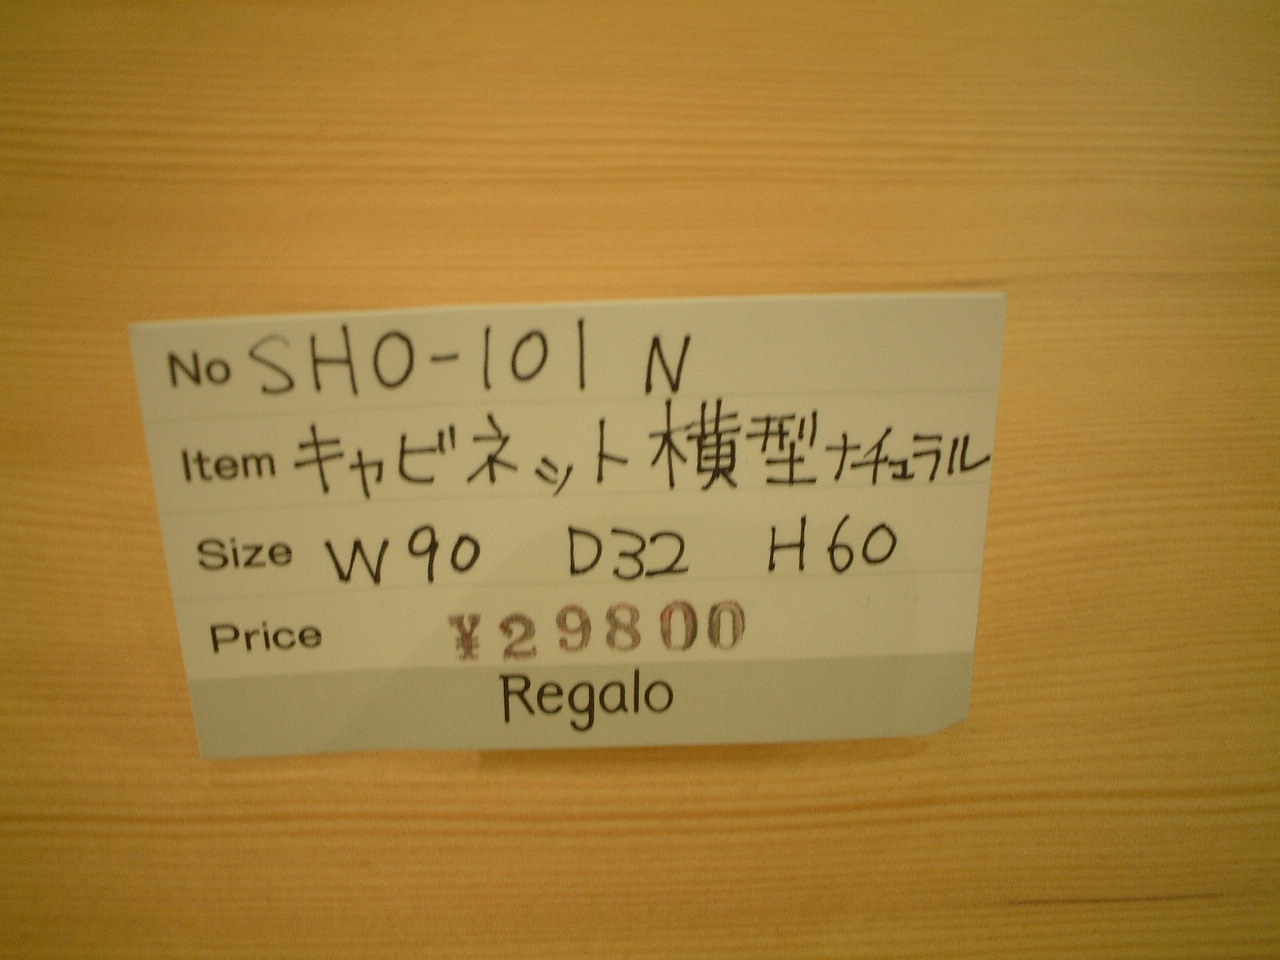 No SHO-101 N
Item キャビネット横型ナチュラル
Size W90 D32 H60
Price ¥29800
Regalo